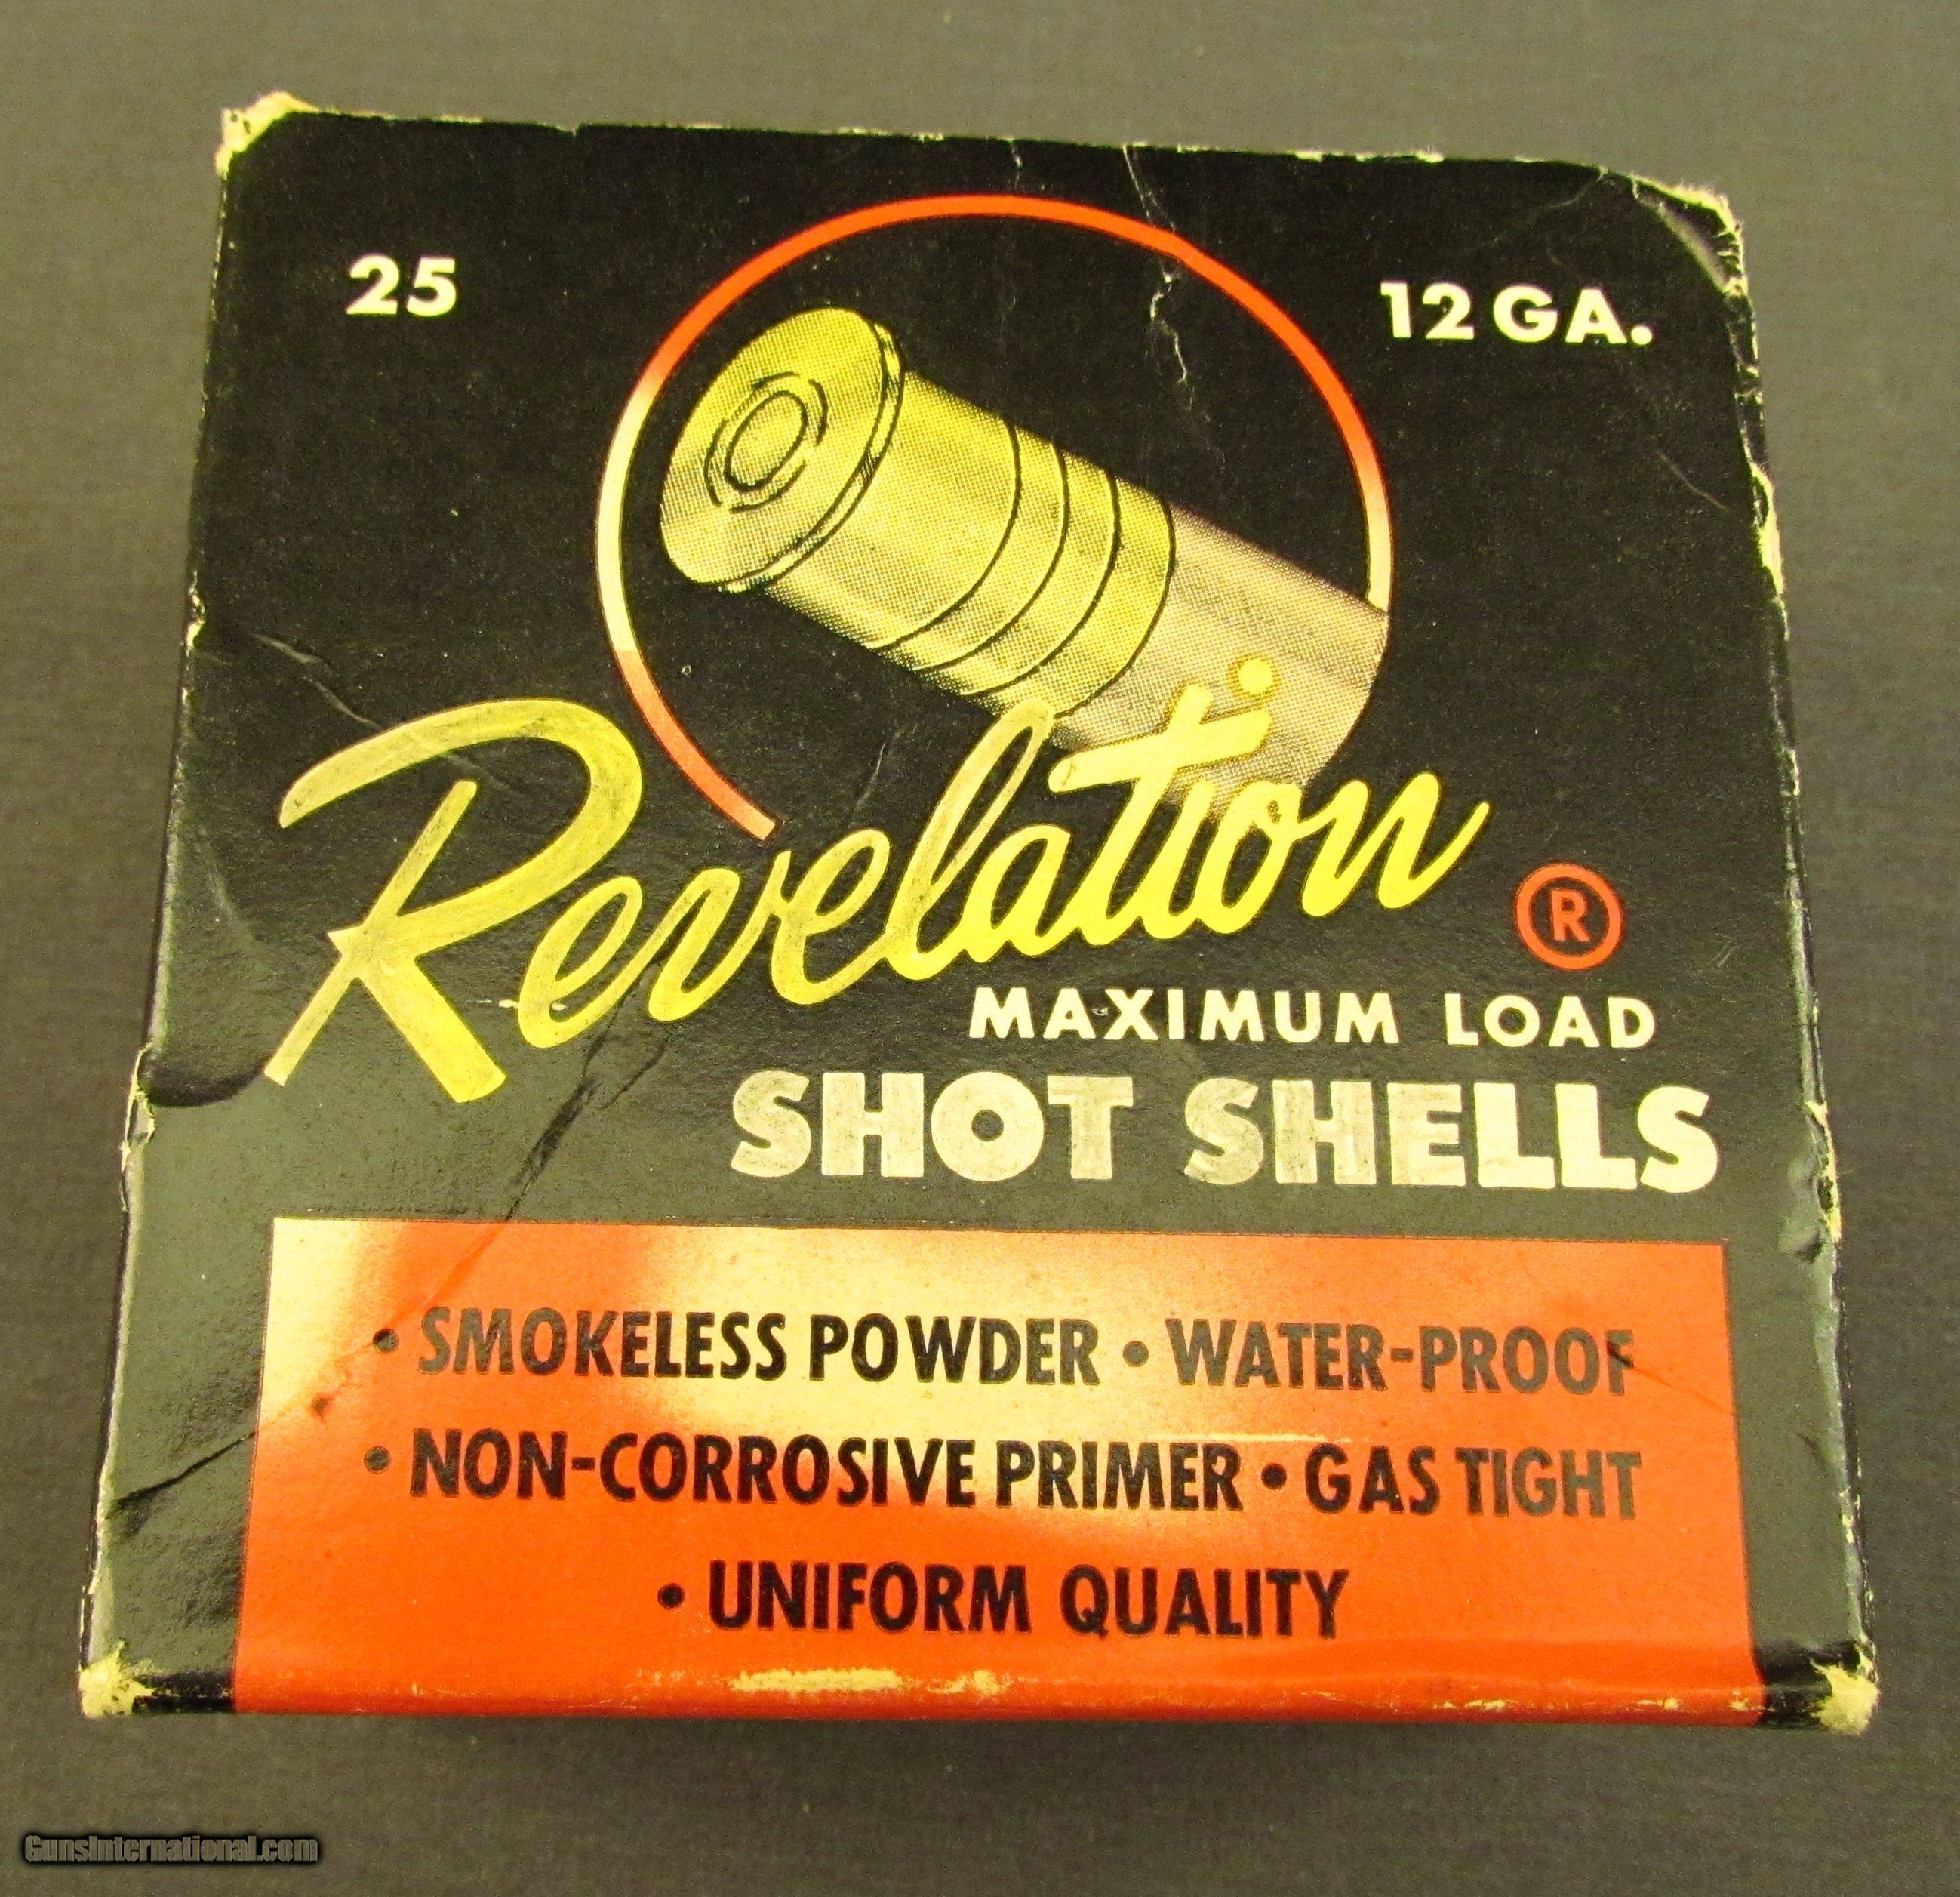 25
12 GA.
Revelation
®
MAXIMUM LOAD
SHOT SHELLS
• SMOKELESS POWDER • WATER-PROOF
• NON-CORROSIVE PRIMER • GAS TIGHT
• UNIFORM QUALITY
GunsInternational.com